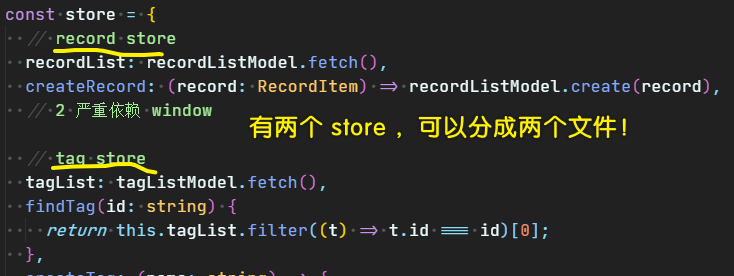 const store = {
// record store
recordList: recordListModel.fetch(),
createRecord: (record: RecordItem) => recordListModel.create(record),
// 2 严重依赖 window
有两个 store ，可以分成两个文件！
// tag store
tagList: tagListModel.fetch(),
findTag(id: string) {
return this.tagList.filter((t) => t.id === id)[0];
},